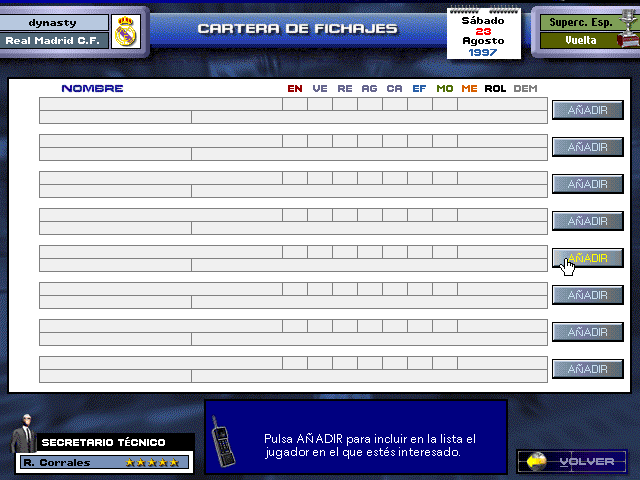 dynasty
Real Madrid C.F.
CARTERA DE FICHAJES
Sábado
23
Agosto
1997
Superc. Esp.
Vuelta
NOMBRE EN VE RE AG CA EF MO ME ROL DEM
AÑADIR
AÑADIR
AÑADIR
AÑADIR
AÑADIR
AÑADIR
AÑADIR
AÑADIR
SECRETARIO TÉCNICO
R. Corrales
Pulsa AÑADIR para incluir en la lista el
jugador en el que estés interesado.
VOLVER